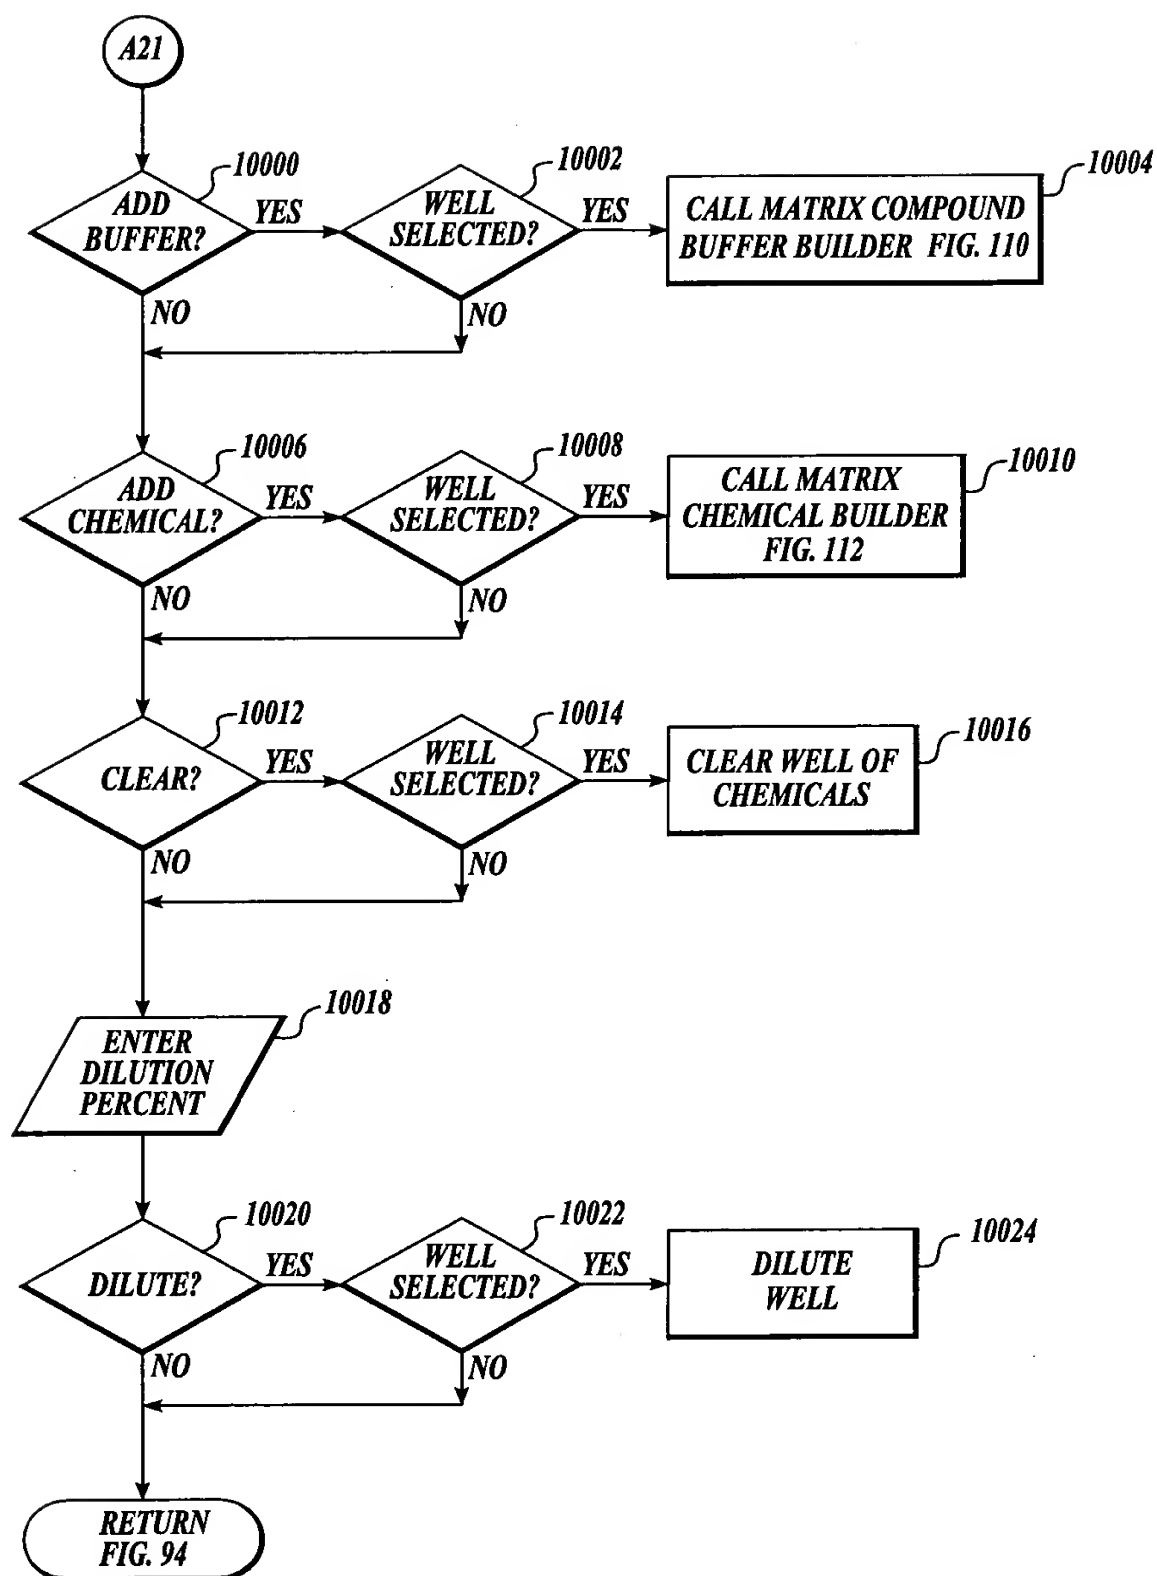 A21
10000
10002
10004
ADD
BUFFER?
YES
WELL
SELECTED?
YES
CALL MATRIX COMPOUND
BUFFER BUILDER FIG. 110
NO
NO
10006
10008
10010
ADD
CHEMICAL?
YES
WELL
SELECTED?
YES
CALL MATRIX
CHEMICAL BUILDER
FIG. 112
NO
NO
10012
10014
10016
CLEAR?
YES
WELL
SELECTED?
YES
CLEAR WELL OF
CHEMICALS
NO
NO
10018
ENTER
DILUTION
PERCENT
10020
10022
10024
DILUTE?
YES
WELL
SELECTED?
YES
DILUTE
WELL
NO
NO
RETURN
FIG. 94